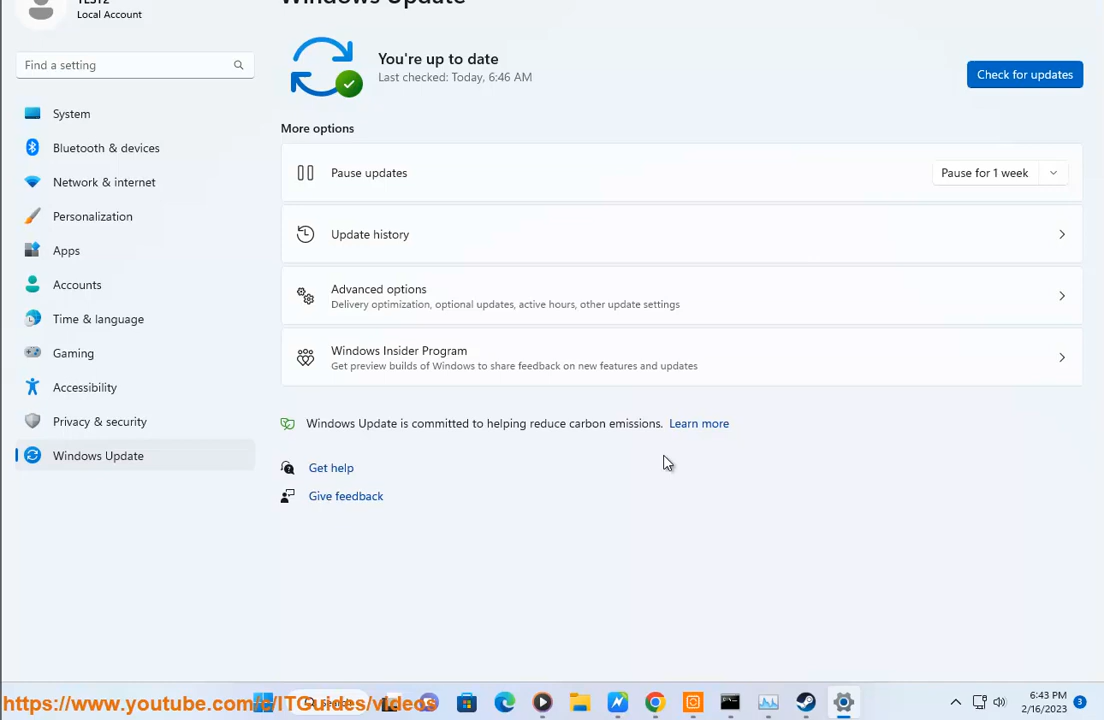 TEST2
Local Account
Find a setting
System
Bluetooth & devices
Network & internet
Personalization
Apps
Accounts
Time & language
Gaming
Accessibility
Privacy & security
Windows Update
Windows Update
You're up to date
Last checked: Today, 6:46 AM
Check for updates
More options
Pause updates
Pause for 1 week
Update history
Advanced options
Delivery optimization, optional updates, active hours, other update settings
Windows Insider Program
Get preview builds of Windows to share feedback on new features and updates
Windows Update is committed to helping reduce carbon emissions. Learn more
Get help
Give feedback
https://www.youtube.com/c/ITGuides/videos
Search
6:43 PM
2/16/2023
3